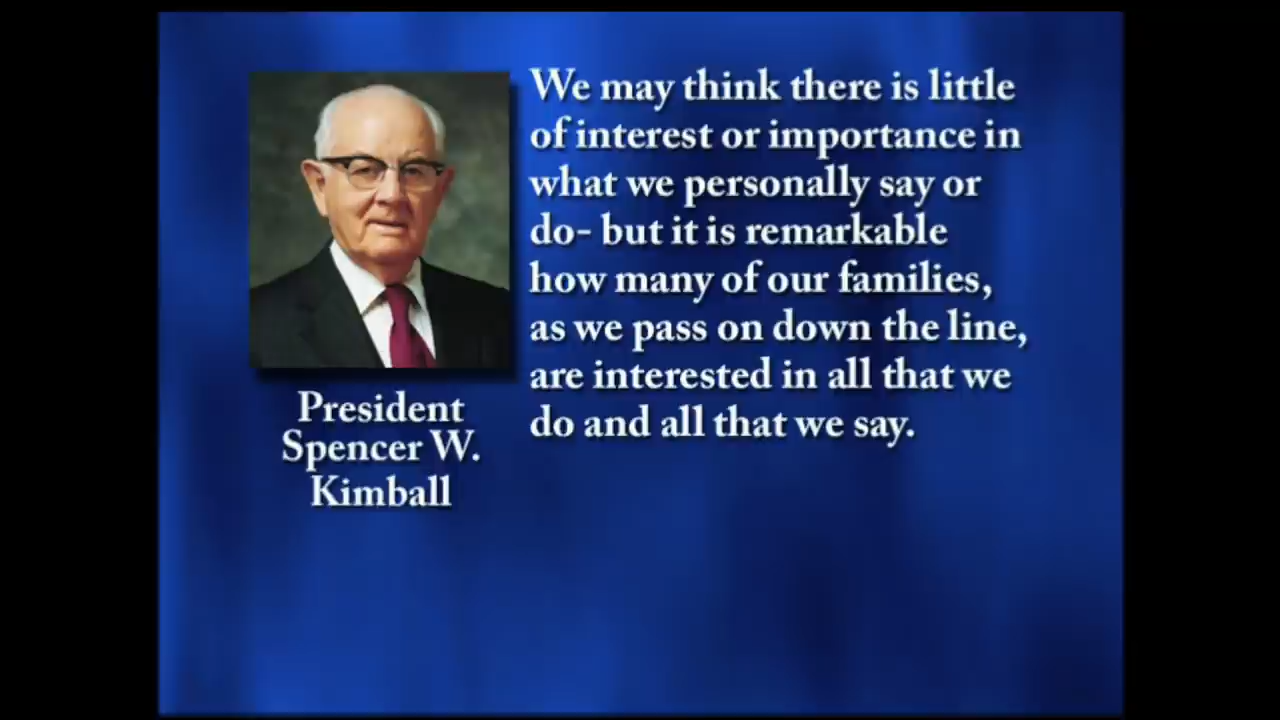 We may think there is little
of interest or importance in
what we personally say or
do- but it is remarkable
how many of our families,
as we pass on down the line,
are interested in all that we
do and all that we say.
President
Spencer W.
Kimball